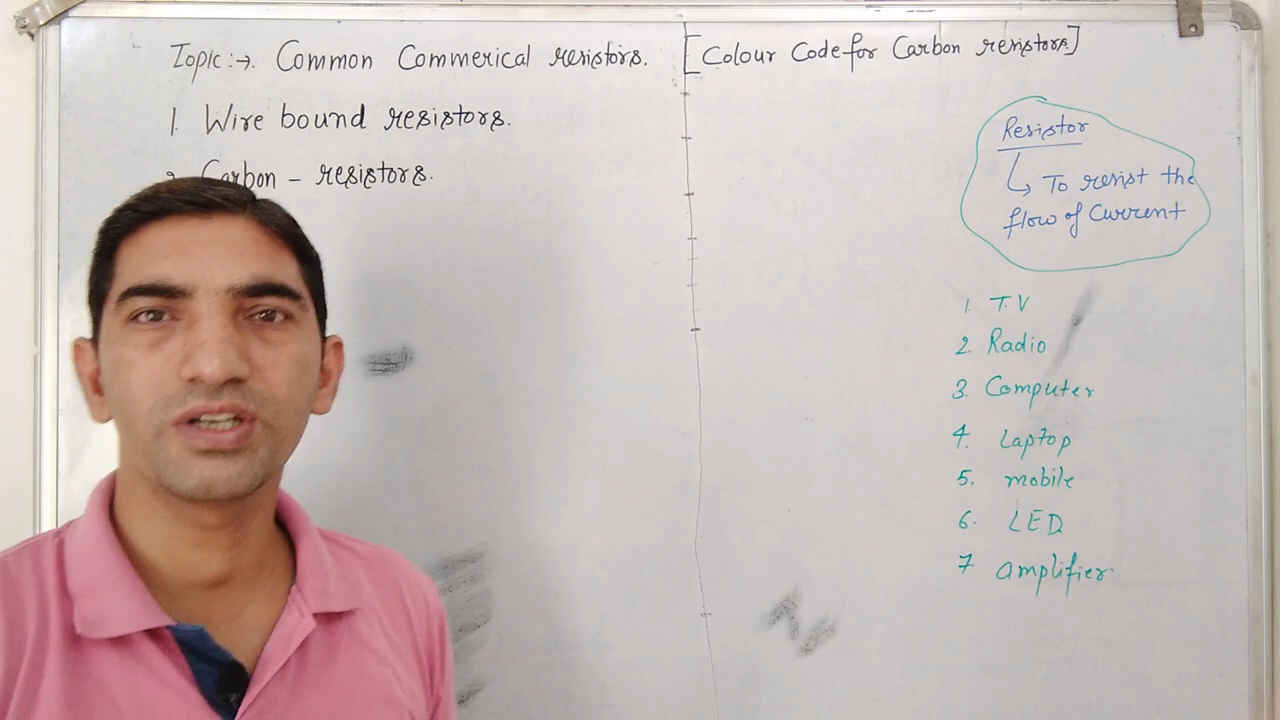 Topic:→. Common Commerical resistors. [Colour Code for Carbon resistors.]
1. Wire bound resistors.
2. Carbon - resistors.
Resistor
↳ To resist the
flow of Current
1. T.V
2. Radio
3. Computer
4. Laptop
5. mobile
6. LED
7 amplifier.